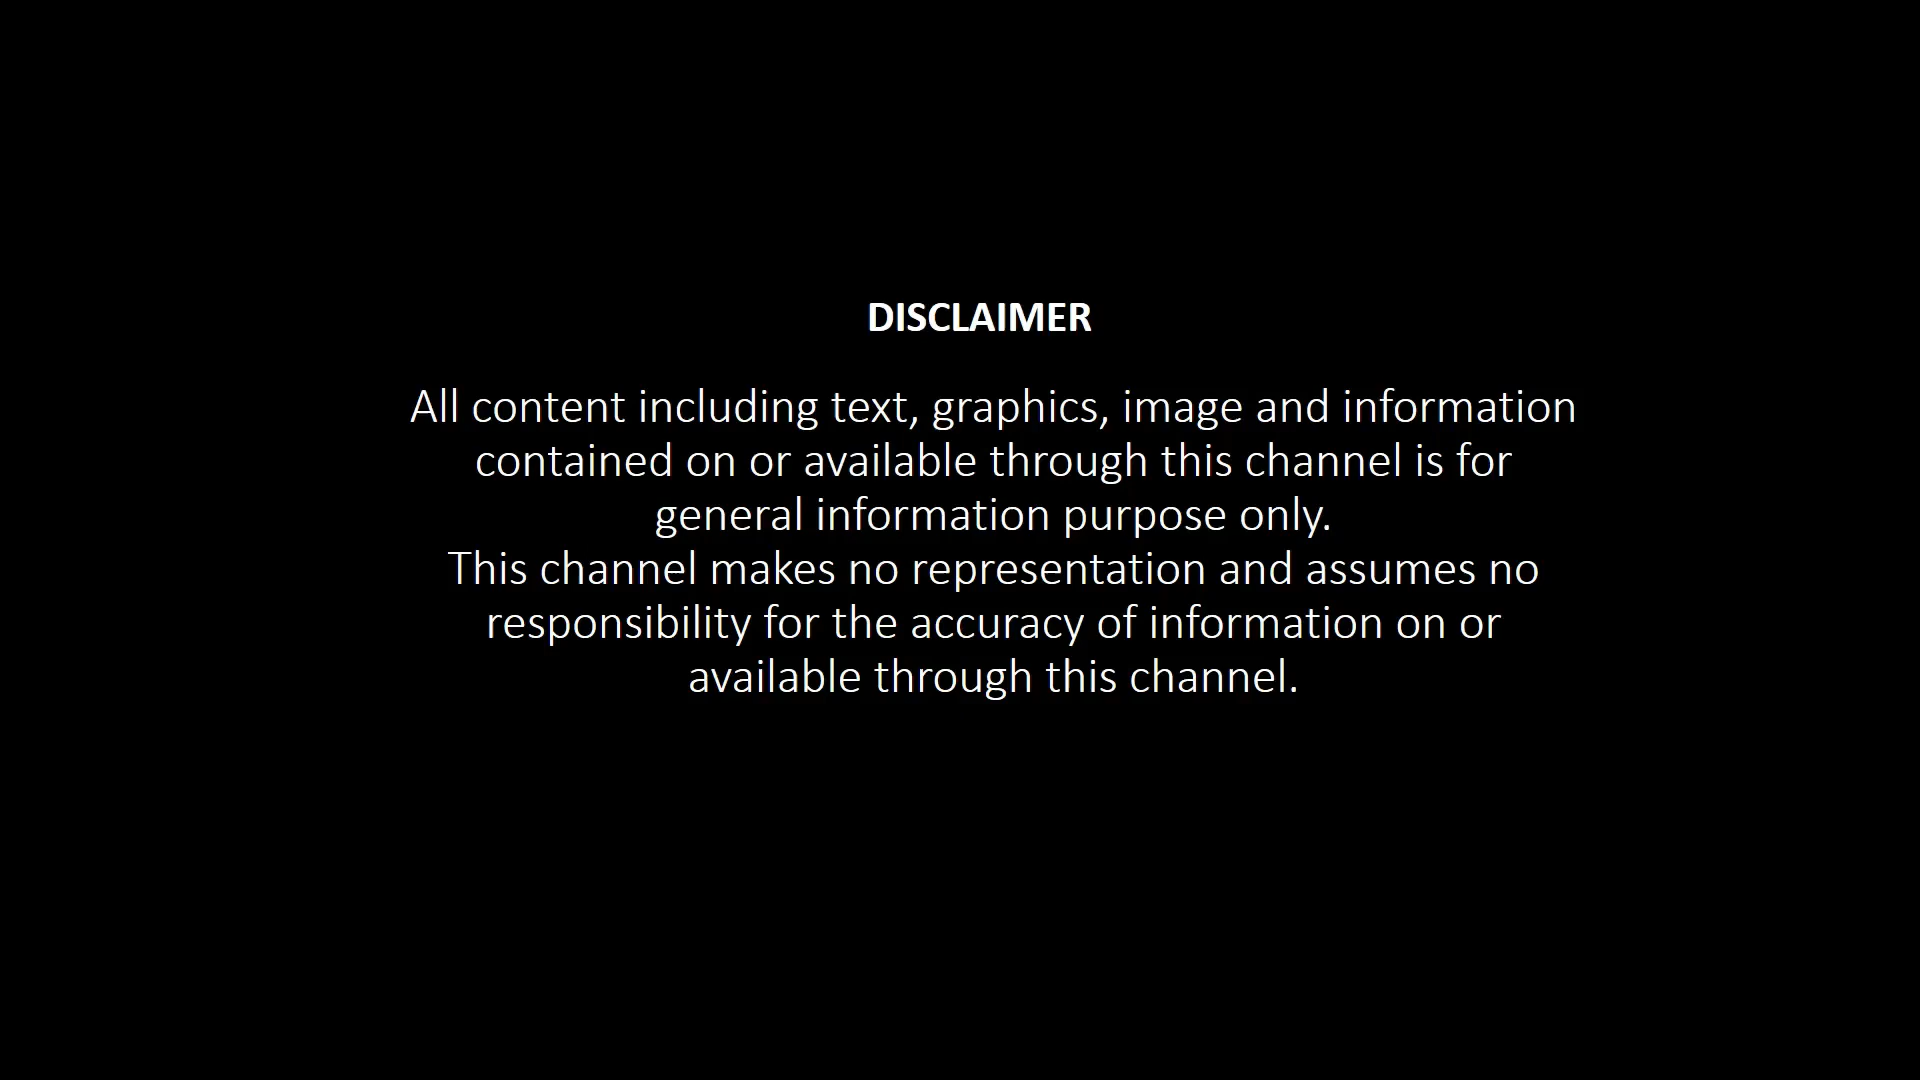 DISCLAIMER
All content including text, graphics, image and information
contained on or available through this channel is for
general information purpose only.
This channel makes no representation and assumes no
responsibility for the accuracy of information on or
available through this channel.